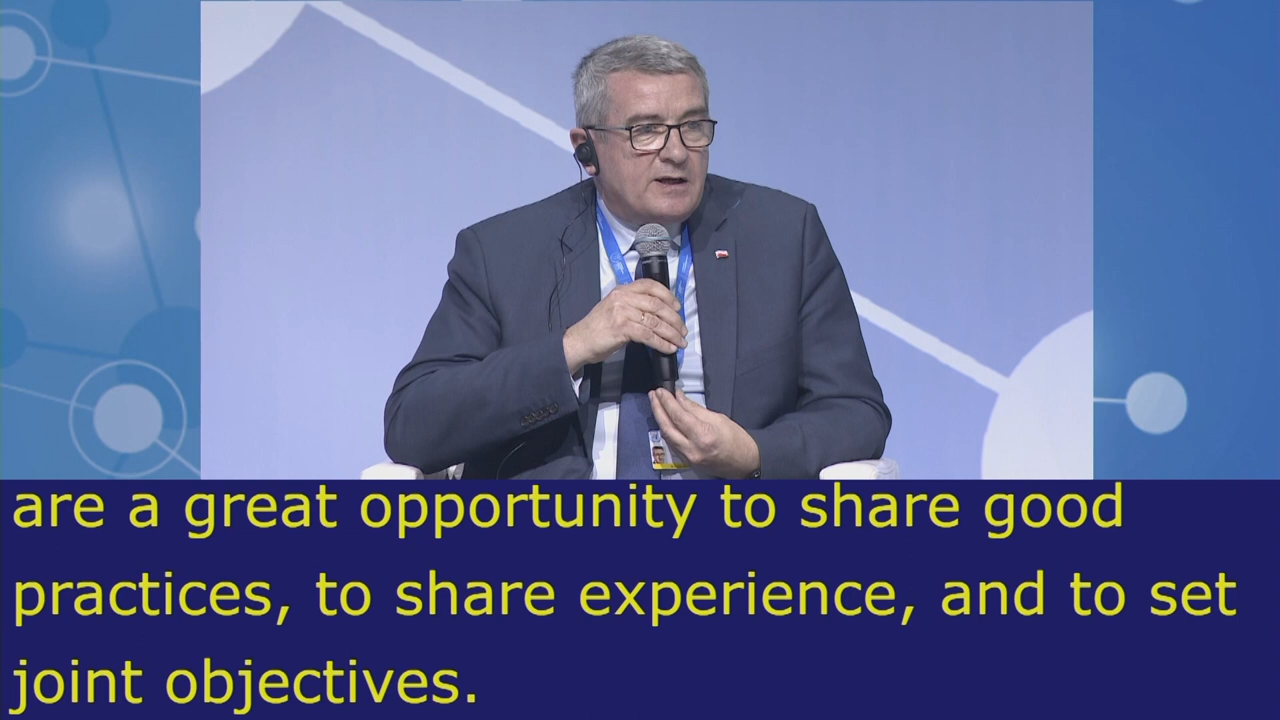 are a great opportunity to share good
practices, to share experience, and to set
joint objectives.